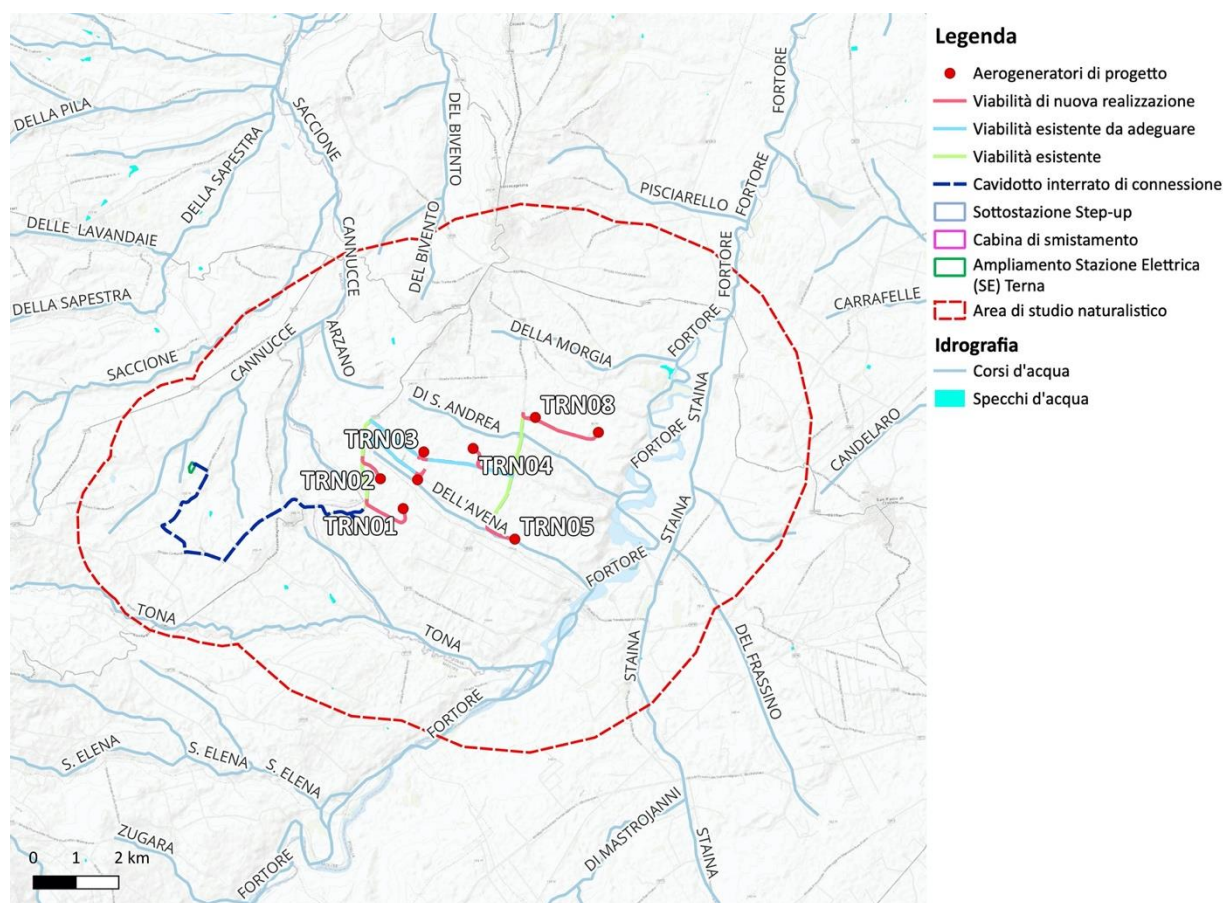 DELLA PILA
SACCIONE
DELLA SAPESTRA
DEL BIVENTO
FORTORE
FORTORE
PISCIARELLO
DELLE LAVANDAIE
CANNUCCE
DEL BIVENTO
FORTORE
DELLA SAPESTRA
CARRAFELLE
CANNUCCE
ARZANO
DELLA MORGIA
FORTORE
SACCIONE
STAINA
DI S. ANDREA
TRN08
CANDELARO
TRN03
TRN04
FORTORE
TRN02
DELL'AVENA
STAINA
TRN01
TRN05
FORTORE
TONA
TONA
STAINA
DEL FRASSINO
FORTORE
S. ELENA
S. ELENA
S. ELENA
ZUGARA
FORTORE
DI MASTROJANNI
STAINA
0 1 2 km
Legenda
Aerogeneratori di progetto
Viabilità di nuova realizzazione
Viabilità esistente da adeguare
Viabilità esistente
Cavidotto interrato di connessione
Sottostazione Step-up
Cabina di smistamento
Ampliamento Stazione Elettrica
(SE) Terna
Area di studio naturalistico
Idrografia
Corsi d'acqua
Specchi d'acqua